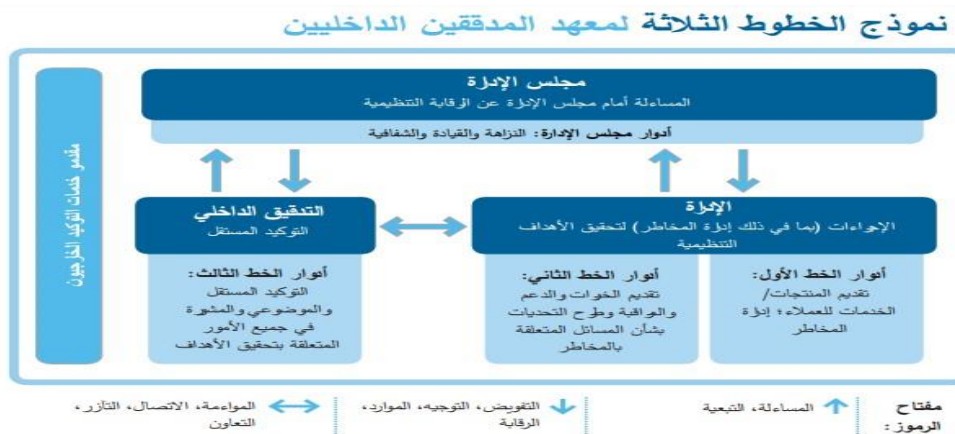 نموذج الخطوط الثلاثة لمعهد المدققين الداخليين
مجلس الإدارة
المساءلة أمام مجلس الإدارة عن الرقابة التنظيمية
أدوار مجلس الإدارة: النزاهة والقيادة والشفافية
مقدمو خدمات التوكيد الخارجيون
الإدارة
الإجراءات (بما في ذلك إدارة المخاطر) لتحقيق الأهداف
التنظيمية
أدوار الخط الأول:
تقديم المنتجات/
الخدمات للعملاء؛ إدارة
المخاطر
أدوار الخط الثاني:
تقديم الخبرات والدعم
والمراقبة وطرح التحديات
بشأن المسائل المتعلقة
بالمخاطر
التدقيق الداخلي
التوكيد المستقل
أدوار الخط الثالث:
التوكيد المستقل
والموضوعي والمشورة
في جميع الأمور
المتعلقة بتحقيق الأهداف
مفتاح
الرموز:
المساءلة، التبعية
التفويض، التوجيه، الموارد،
الرقابة
المواءمة، الاتصال، التآزر،
التعاون